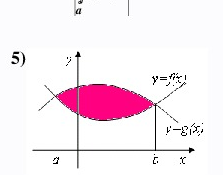 a
5)
y
y=f(x)
y=g(x)
a b x